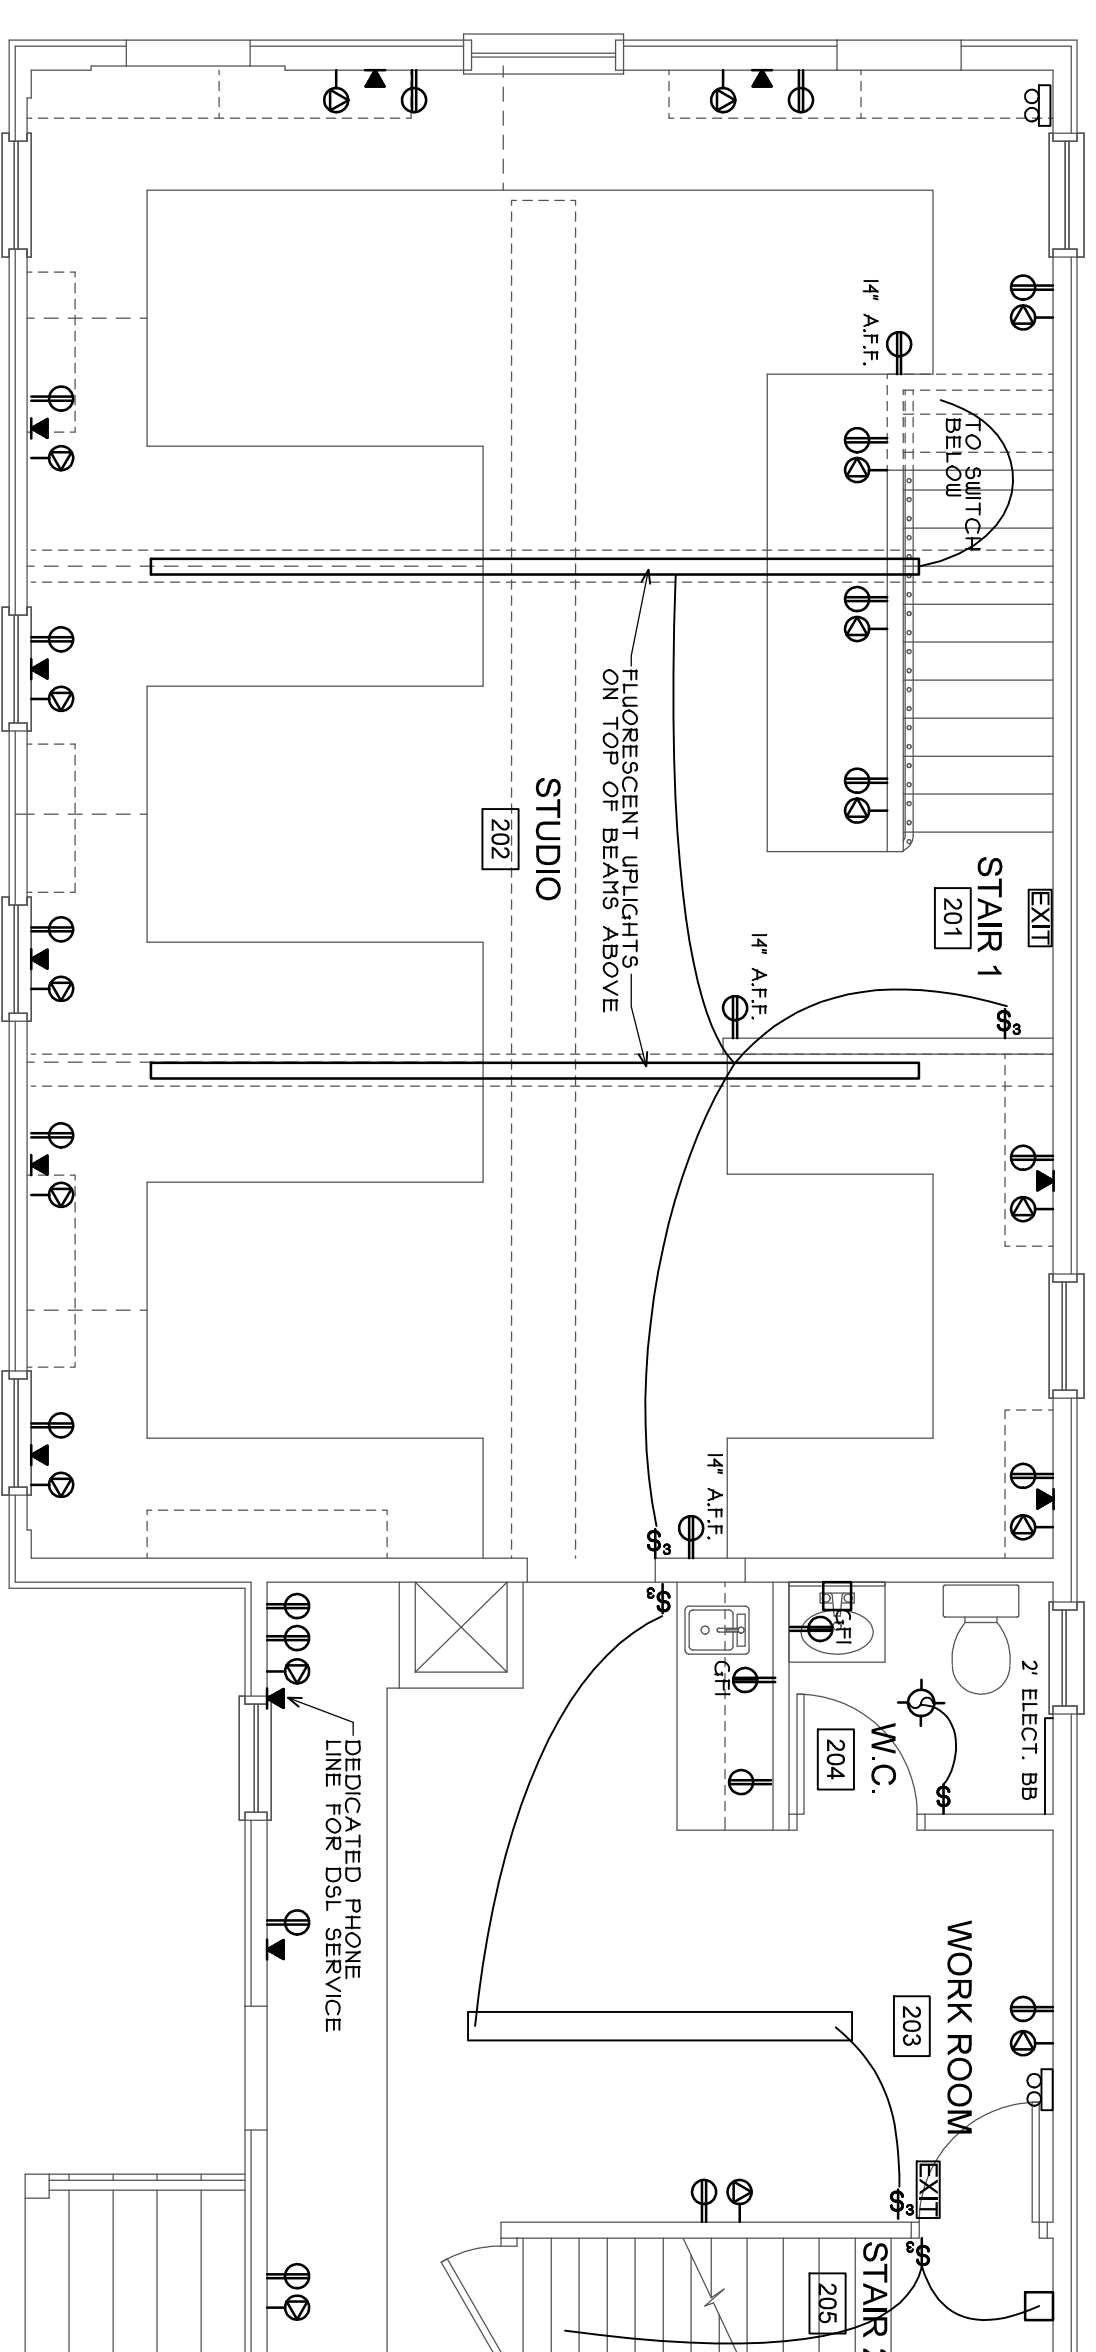 14" A.F.F.
TO SWITCH
BELOW
FLUORESCENT UPLIGHTS
ON TOP OF BEAMS ABOVE
STUDIO
202
EXIT
STAIR 1
201
14" A.F.F.
$3
14" A.F.F.
$3
$3
GFI
GFI
2' ELECT. BB
W.C.
204
$
DEDICATED PHONE
LINE FOR DSL SERVICE
WORK ROOM
203
EXIT
$3
$3
STAIR
205